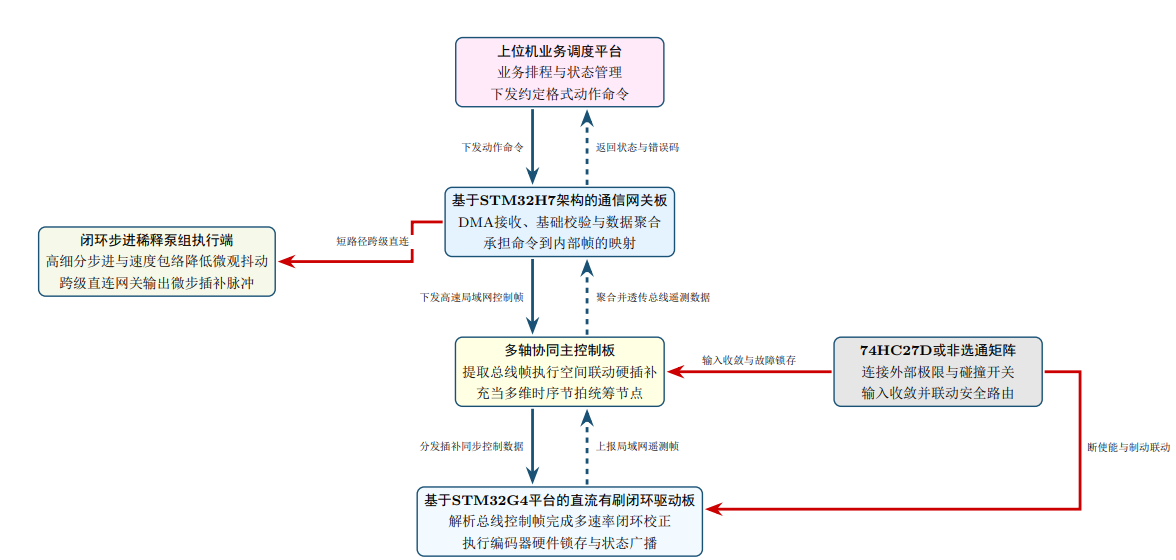 上位机业务调度平台
业务排程与状态管理
下发约定格式动作命令
下发动作命令
返回状态与错误码
基于STM32H7架构的通信网关板
DMA接收、基础校验与数据聚合
承担命令到内部帧的映射
短路径跨级直连
闭环步进稀释泵组执行端
高细分步进与速度包络降低微观抖动
跨级直连网关输出微步插补脉冲
下发高速局域网控制帧
聚合并透传总线遥测数据
多轴协同主控制板
提取总线帧执行空间联动硬插补
充当多维时序节拍统筹节点
输入收敛与故障锁存
74HC27D或非选通矩阵
连接外部极限与碰撞开关
输入收敛并联动安全路由
分发插补同步控制数据
上报局域网遥测帧
断使能与制动联动
基于STM32G4平台的直流有刷闭环驱动板
解析总线控制帧完成多速率闭环校正
执行编码器硬件锁存与状态广播